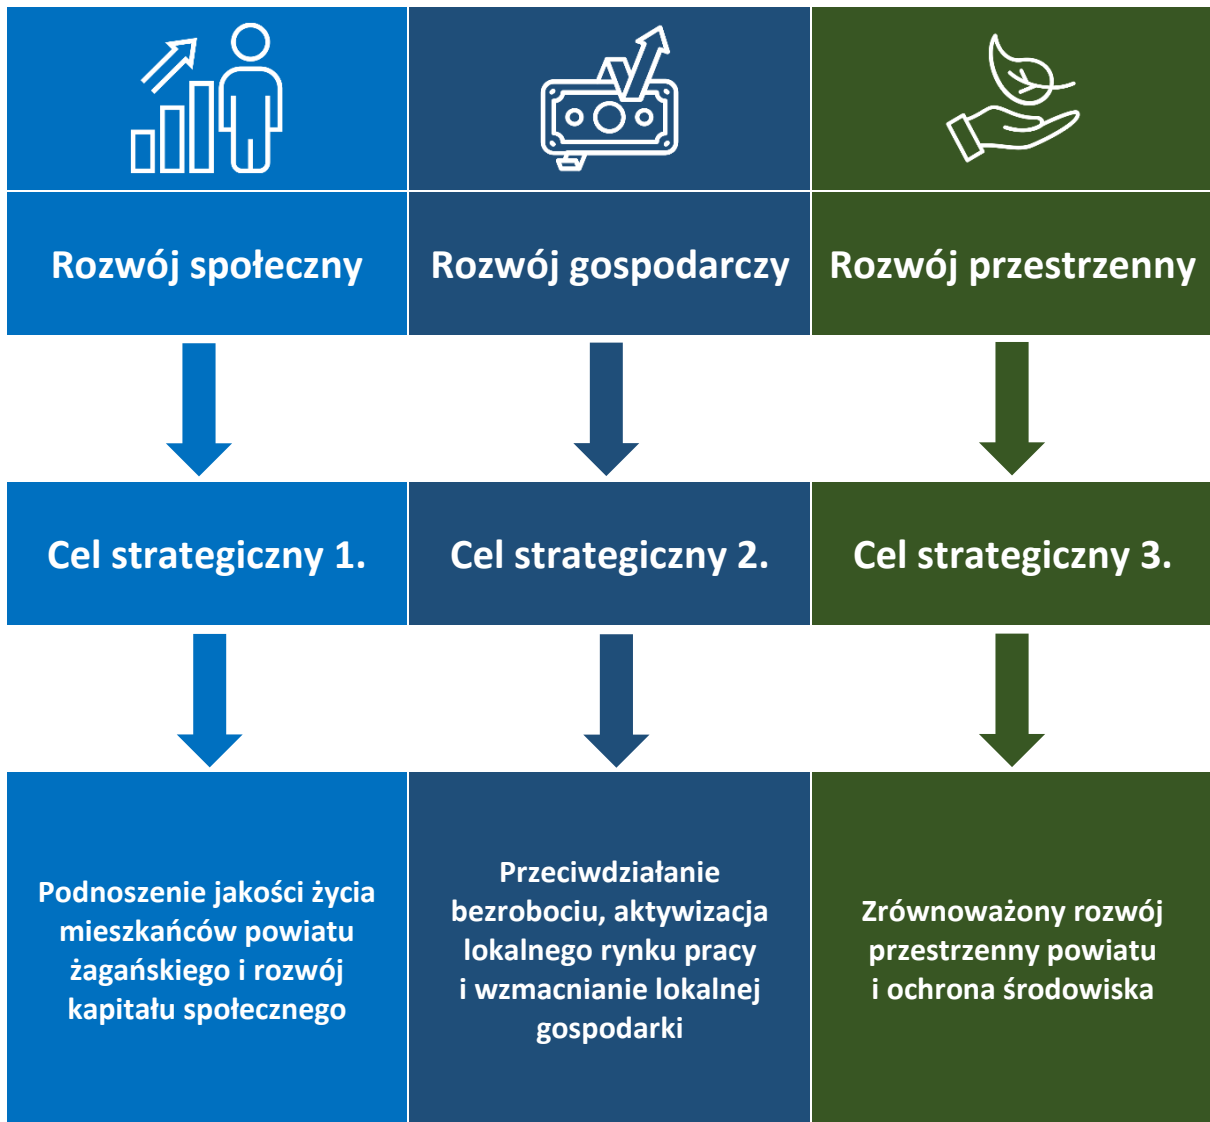 Rozwój społeczny
Rozwój gospodarczy
Rozwój przestrzenny
Cel strategiczny 1.
Cel strategiczny 2.
Cel strategiczny 3.
Podnoszenie jakości życia
mieszkańców powiatu
żagańskiego i rozwój
kapitału społecznego
Przeciwdziałanie
bezrobociu, aktywizacja
lokalnego rynku pracy
i wzmacnianie lokalnej
gospodarki
Zrównoważony rozwój
przestrzenny powiatu
i ochrona środowiska